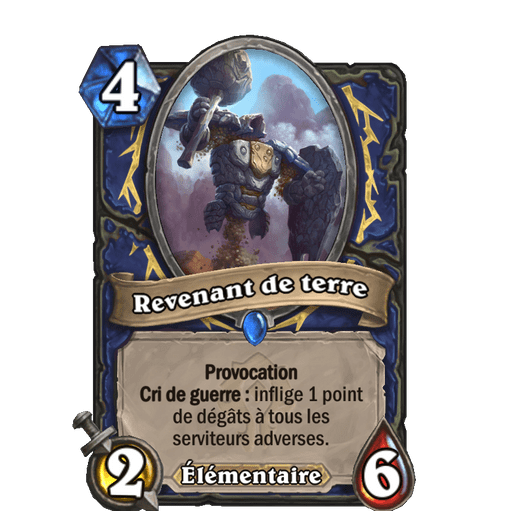 4
Revenant de terre
Provocation
Cri de guerre : inflige 1 point
de dégâts à tous les
serviteurs adverses.
2
Élémentaire
6